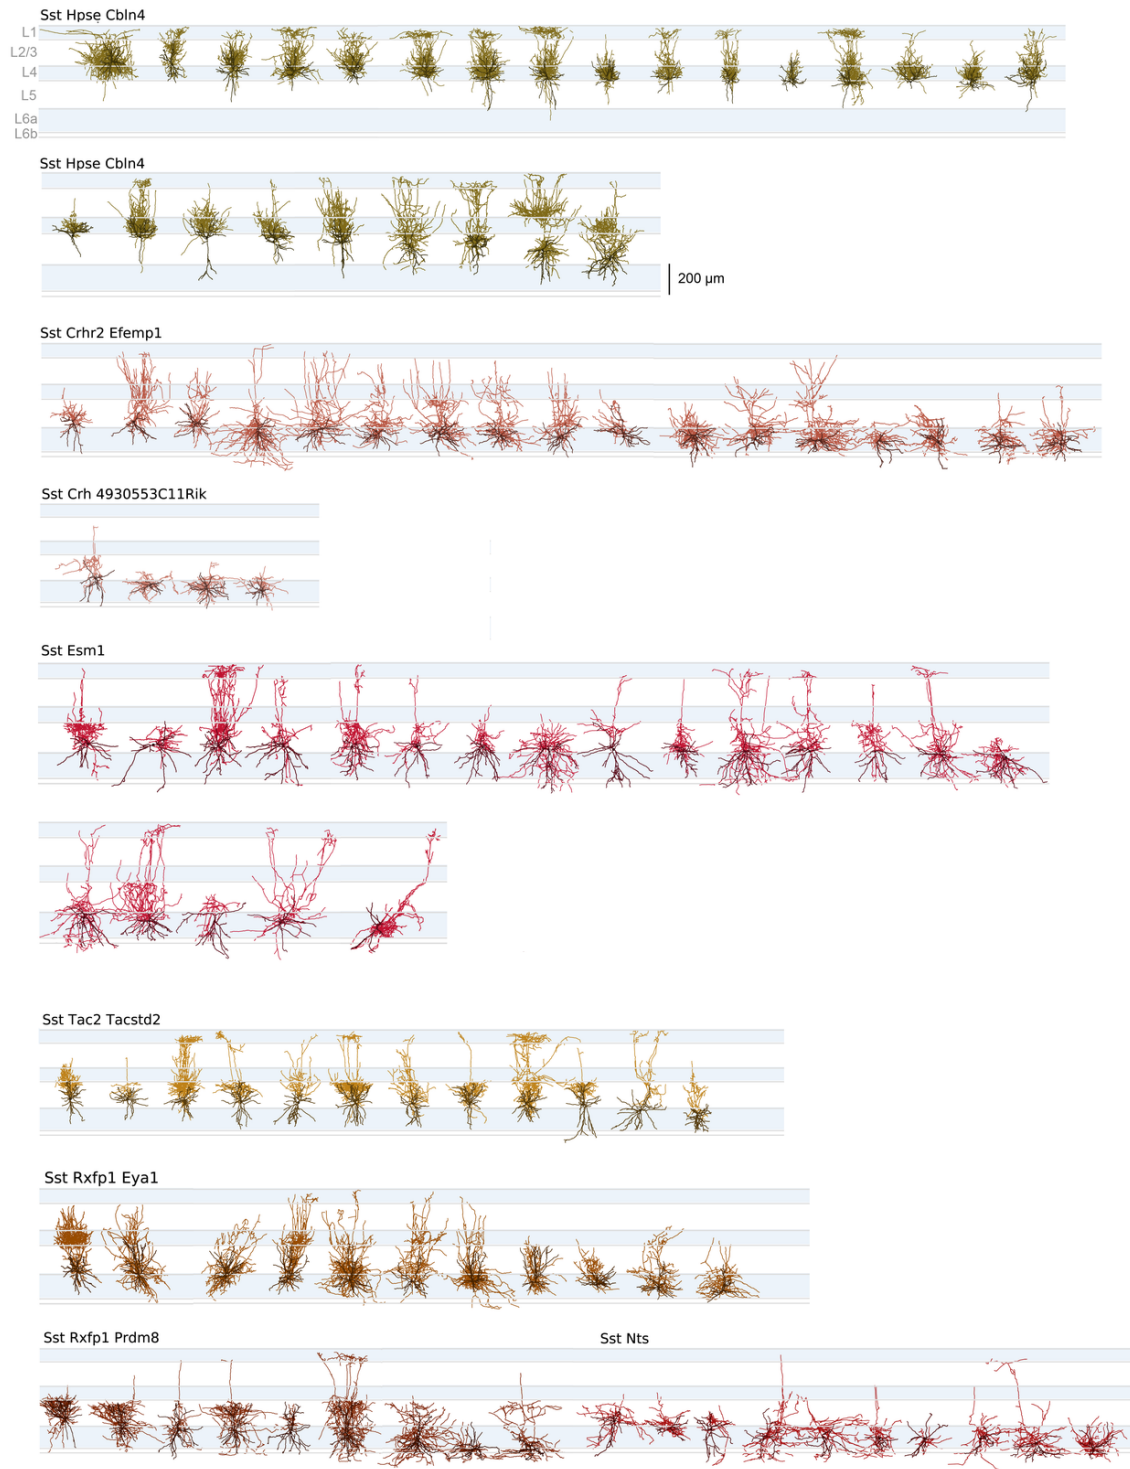 Sst Hpse Cbln4
L1
L2/3
L4
L5
L6a
L6b
Sst Hpse Cbln4
200 µm
Sst Crhr2 Efemp1
Sst Crh 4930553C11Rik
Sst Esm1
Sst Tac2 Tacstd2
Sst Rxfp1 Eya1
Sst Rxfp1 Prdm8
Sst Nts